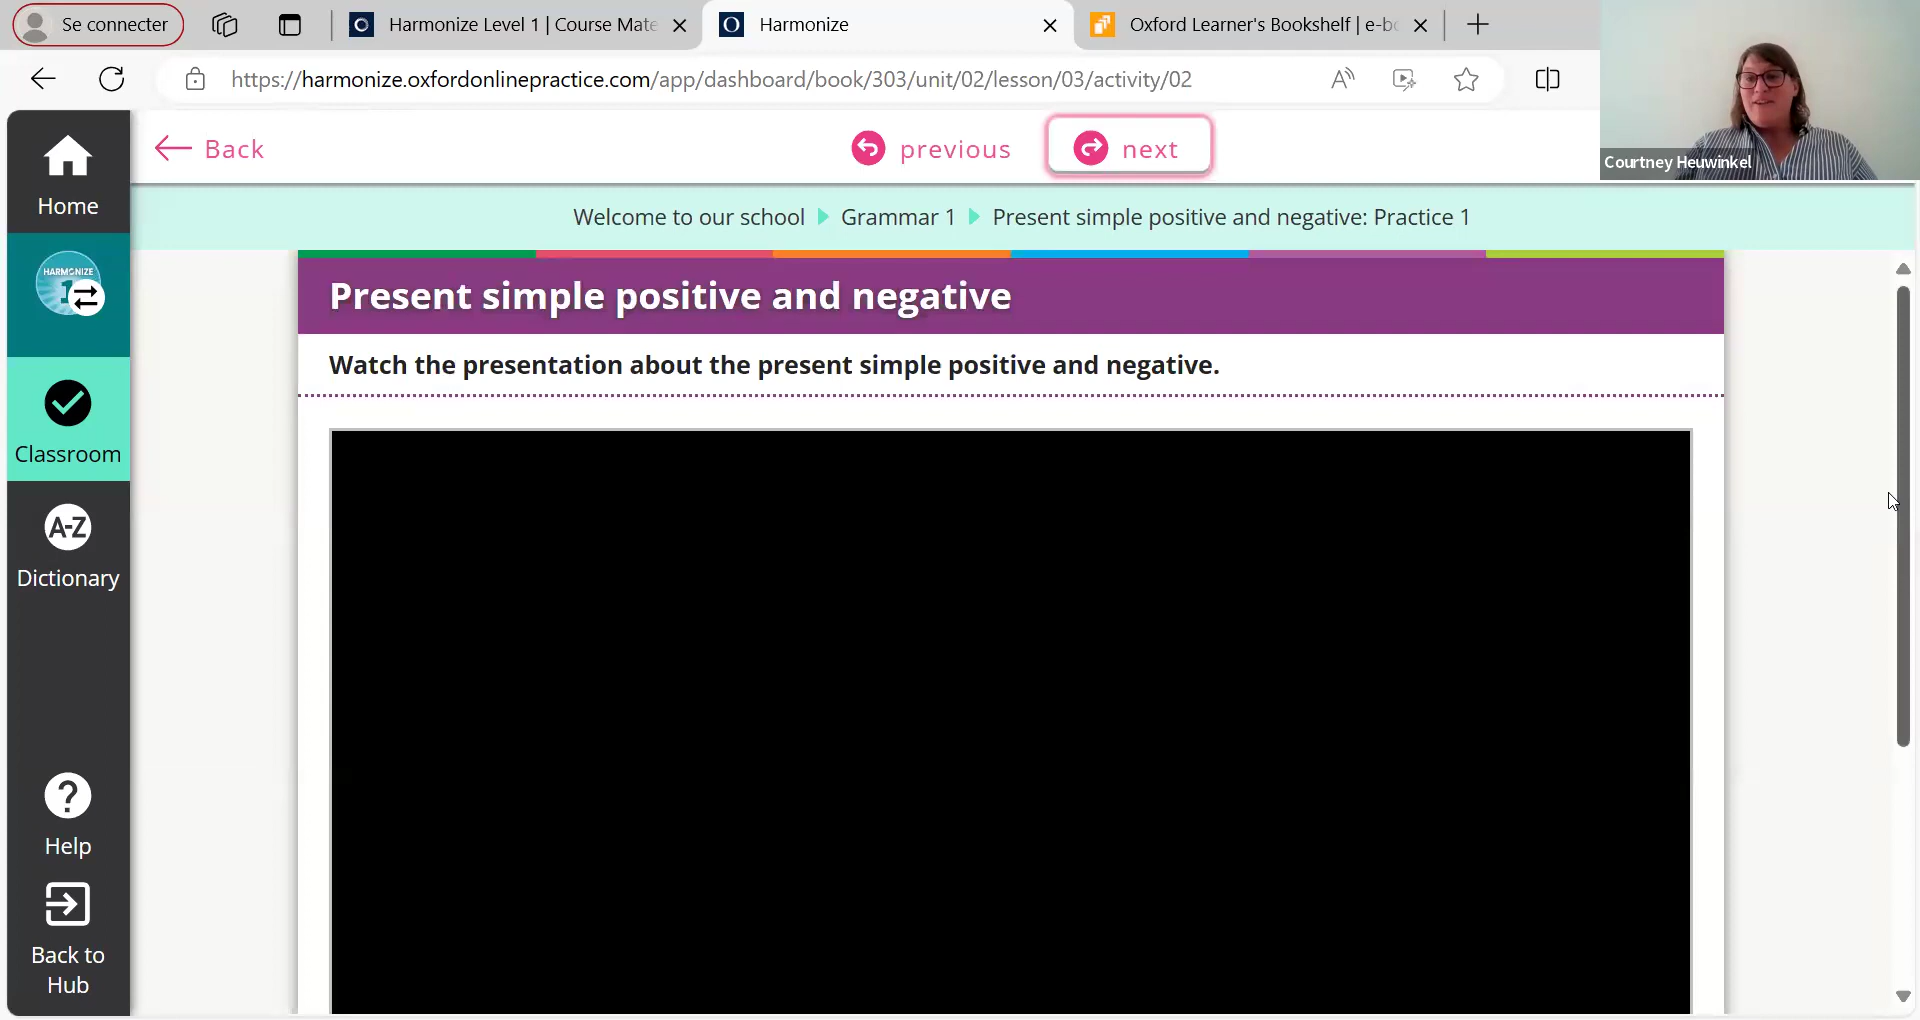 Se connecter
Harmonize Level 1 | Course Mate
Harmonize
Oxford Learner's Bookshelf | e-bo
https://harmonize.oxfordonlinepractice.com/app/dashboard/book/303/unit/02/lesson/03/activity/02
Courtney Heuwinkel
Back
previous
next
Home
Welcome to our school
Grammar 1
Present simple positive and negative: Practice 1
HARMONIZE
1
Present simple positive and negative
Watch the presentation about the present simple positive and negative.
Classroom
A-Z
Dictionary
Help
Back to
Hub